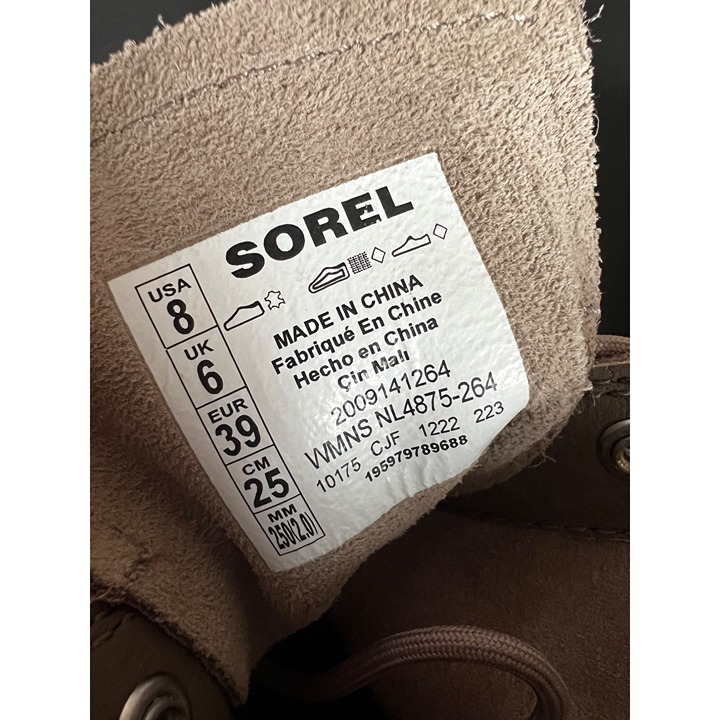 SOREL
USA
8
UK
6
EUR
39
CM
25
MM
250(2.0)
MADE IN CHINA
Fabriqué En Chine
Hecho en China
Çin Malı
2009141264
WMNS NL4875-264
10175 CJF 1222 223
195979789688